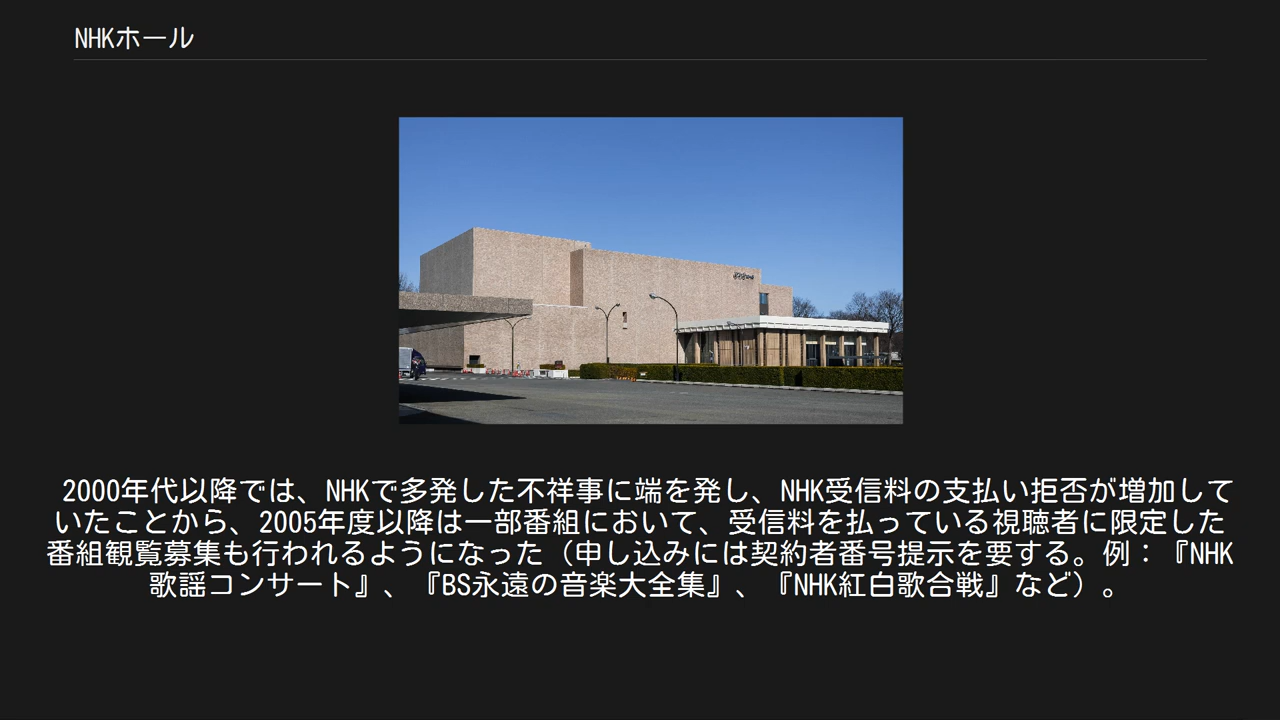 NHKホール
2000年代以降では、NHKで多発した不祥事に端を発し、NHK受信料の支払い拒否が増加して
いたことから、2005年度以降は一部番組において、受信料を払っている視聴者に限定した
番組観覧募集も行われるようになった（申し込みには契約者番号提示を要する。例：『NHK
歌謡コンサート』、『BS永遠の音楽大全集』、『NHK紅白歌合戦』など）。